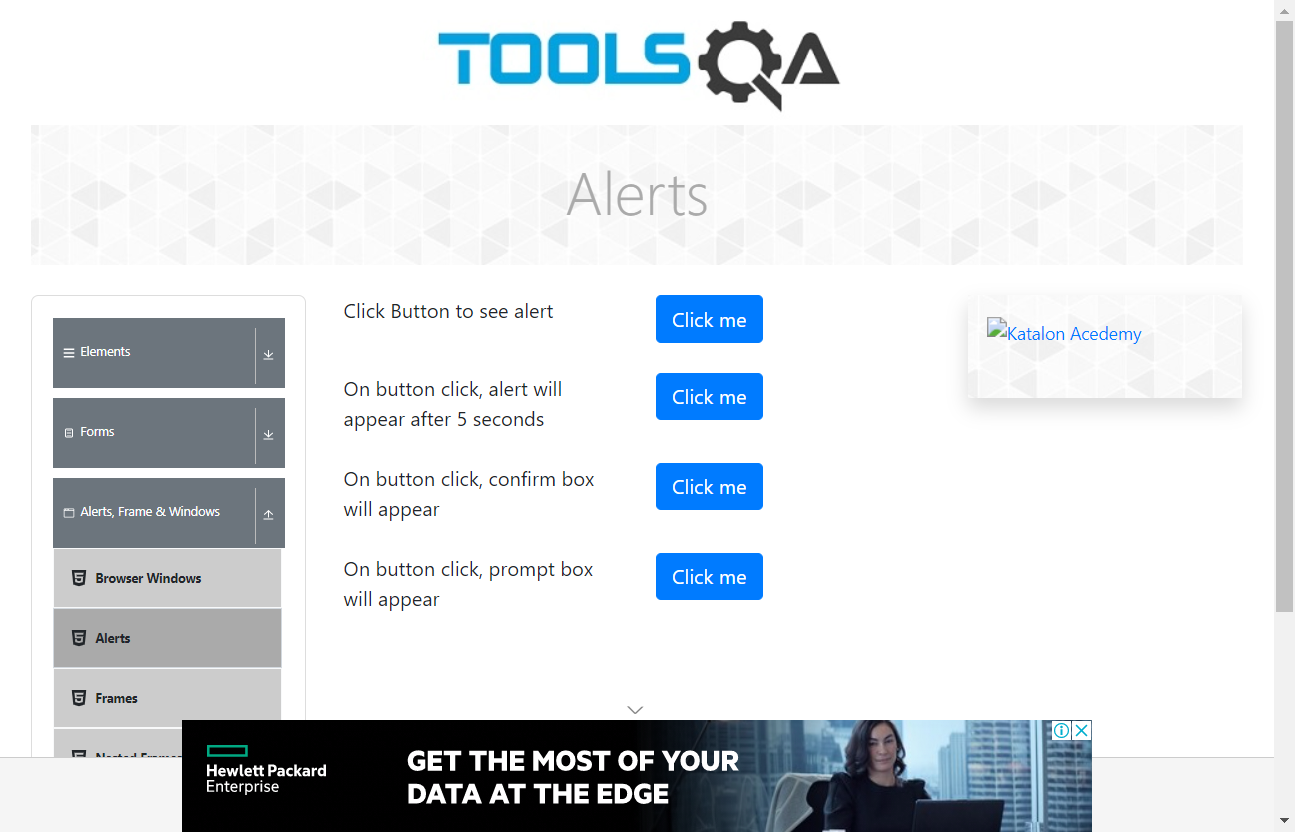 TOOLSQA
Alerts
Elements
Forms
Alerts, Frame & Windows
Browser Windows
Alerts
Frames
Nested Frames
Click Button to see alert
Click me
On button click, alert will
appear after 5 seconds
Click me
On button click, confirm box
will appear
Click me
On button click, prompt box
will appear
Click me
Katalon Acedemy
Hewlett Packard
Enterprise
GET THE MOST OF YOUR
DATA AT THE EDGE